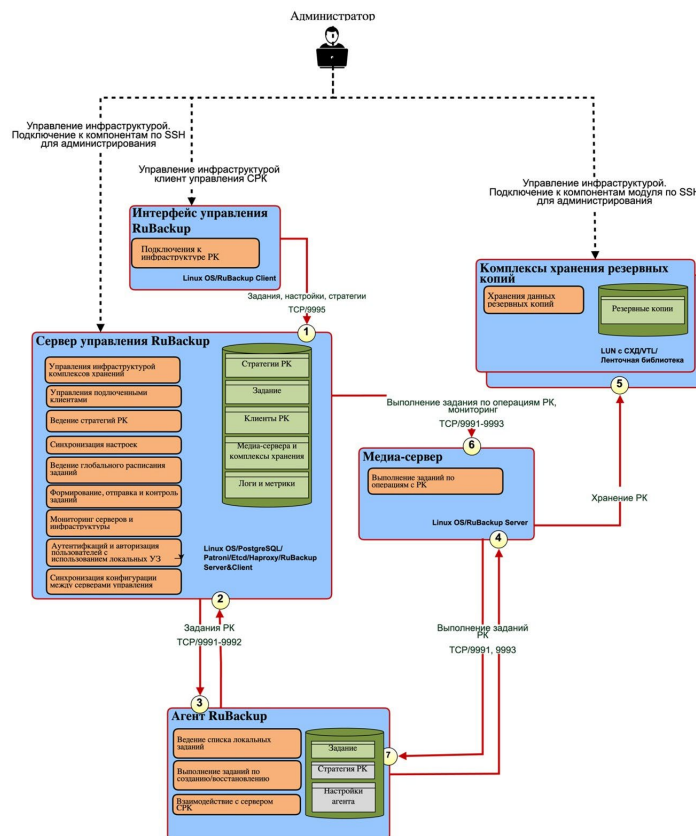 Администратор
Управление инфраструктурой.
Подключение к компонентам по SSH
для администрирования
Управление инфраструктурой
клиент управления СРК
Управление инфраструктурой.
Подключение к компонентам модуля по SSH
для администрирования
Интерфейс управления
RuBackup
Подключения к
инфраструктуре РК
Linux OS/RuBackup Client
Задания, настройки, стратегии
TCP/9995
1
Комплексы хранения резервных
копий
Хранения данных
резервных копий
Резервные копии
LUN с СХД/VTL/
Ленточная библиотека
5
Сервер управления RuBackup
Управления инфраструктурой
комплексов хранений
Управления подлюченными
клиентами
Ведение стратегий РК
Синхронизация настроек
Ведение глобального расписания
заданий
Формирование, отправка и контроль
заданий
Мониторинг серверов и
инфраструктуры
Аутентификаций и авторизация
пользователей с
использованием локальных УЗ
Синхронизация конфигурации
между серверами управления
Стратегии РК
Задание
Клиенты РК
Медиа-сервера и
комплексы хранения
Логи и метрики
Linux OS/PostgreSQL/
Patroni/Etcd/Haproxy/RuBackup
Server&Client
2
Выполнение задания по операциям РК,
мониторинг
TCP/9991-9993
6
Медиа-сервер
Выполнение заданий по
операциям с РК
Linux OS/RuBackup Server
4
Хранение РК
Задания РК
TCP/9991-9992
Выполнение заданий
РК
TCP/9991, 9993
3
Агент RuBackup
Ведение списка локальных
заданий
Выполнение заданий по
созданию/восстановлению
Взаимодействие с сервером
СРК
Задание
Стратегия РК
Настройки
агента
7